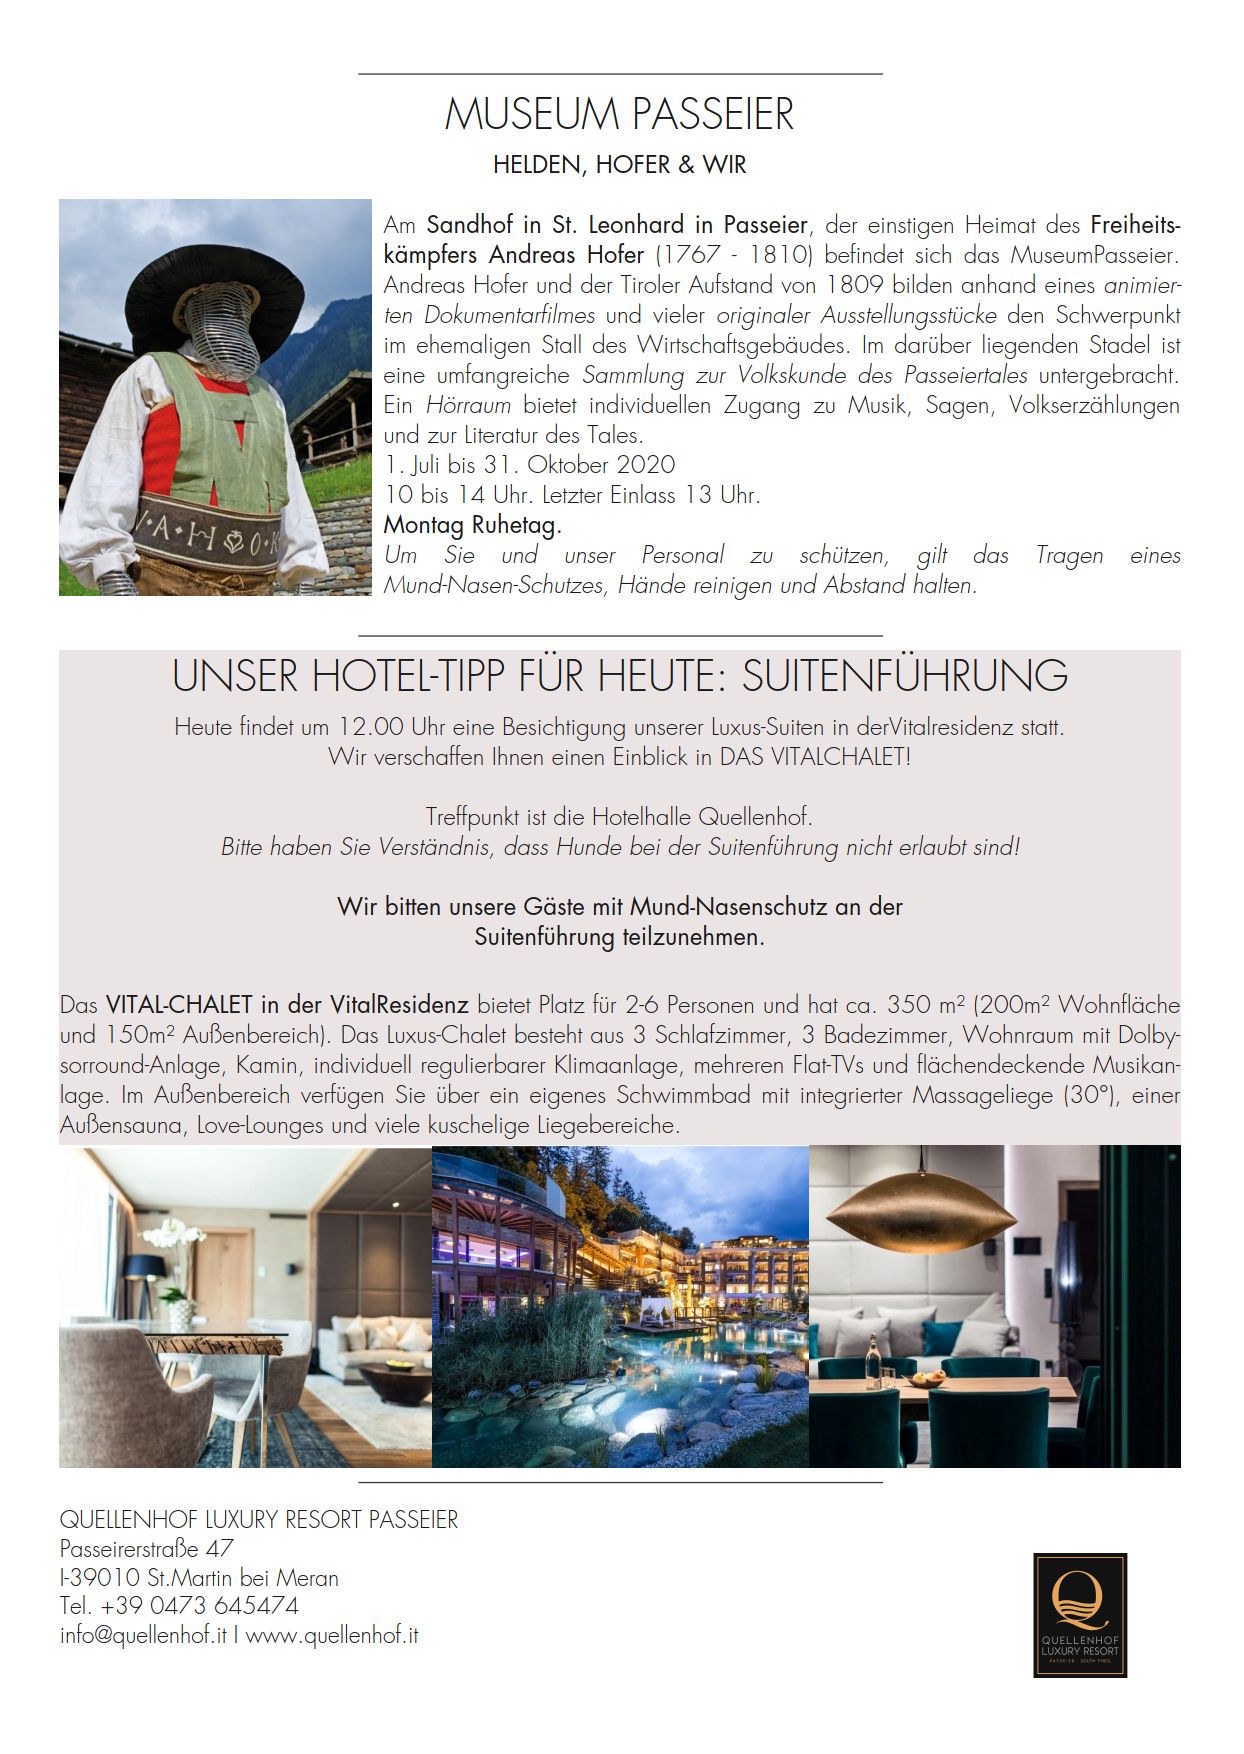 MUSEUM PASSEIER
HELDEN, HOFER & WIR
Am Sandhof in St. Leonhard in Passeier, der einstigen Heimat des Freiheits-
kämpfers Andreas Hofer (1767 - 1810) befindet sich das MuseumPasseier.
Andreas Hofer und der Tiroler Aufstand von 1809 bilden anhand eines animier-
ten Dokumentarfilmes und vieler originaler Ausstellungsstücke den Schwerpunkt
im ehemaligen Stall des Wirtschaftsgebäudes. Im darüber liegenden Stadel ist
eine umfangreiche Sammlung zur Volkskunde des Passeiertales untergebracht.
Ein Hörraum bietet individuellen Zugang zu Musik, Sagen, Volkserzählungen
und zur Literatur des Tales.
1. Juli bis 31. Oktober 2020
10 bis 14 Uhr. Letzter Einlass 13 Uhr.
Montag Ruhetag.
Um Sie und unser Personal zu schützen, gilt das Tragen eines
Mund-Nasen-Schutzes, Hände reinigen und Abstand halten.
UNSER HOTEL-TIPP FÜR HEUTE: SUITENFÜHRUNG
Heute findet um 12.00 Uhr eine Besichtigung unserer Luxus-Suiten in derVitalresidenz statt.
Wir verschaffen Ihnen einen Einblick in DAS VITALCHALET!
Treffpunkt ist die Hotelhalle Quellenhof.
Bitte haben Sie Verständnis, dass Hunde bei der Suitenführung nicht erlaubt sind!
Wir bitten unsere Gäste mit Mund-Nasenschutz an der
Suitenführung teilzunehmen.
Das VITAL-CHALET in der VitalResidenz bietet Platz für 2-6 Personen und hat ca. 350 m² (200m² Wohnfläche
und 150m² Außenbereich). Das Luxus-Chalet besteht aus 3 Schlafzimmer, 3 Badezimmer, Wohnraum mit Dolby-
sorround-Anlage, Kamin, individuell regulierbarer Klimaanlage, mehreren Flat-TVs und flächendeckende Musikan-
lage. Im Außenbereich verfügen Sie über ein eigenes Schwimmbad mit integrierter Massageliege (30°), einer
Außensauna, Love-Lounges und viele kuschelige Liegebereiche.
QUELLENHOF LUXURY RESORT PASSEIER
Passeirerstraße 47
I-39010 St.Martin bei Meran
Tel. +39 0473 645474
info@quellenhof.it I www.quellenhof.it
QUELLENHOF
LUXURY RESORT
PASSEIER SOUTH TYROL